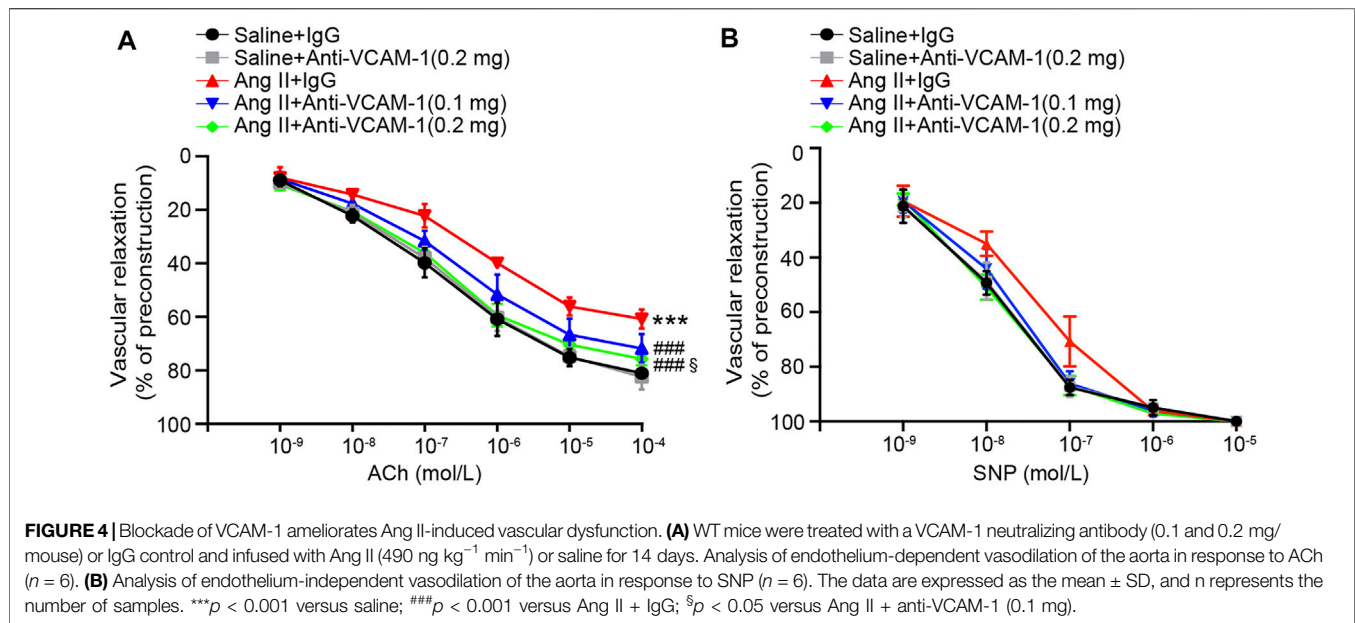 A
Saline+IgG
Saline+Anti-VCAM-1(0.2 mg)
Ang II+IgG
Ang II+Anti-VCAM-1(0.1 mg)
Ang II+Anti-VCAM-1(0.2 mg)
Vascular relaxation
(% of preconstruction)
0
20
40
60
80
100
***
###
### §
10⁻⁹ 10⁻⁸ 10⁻⁷ 10⁻⁶ 10⁻⁵ 10⁻⁴
ACh (mol/L)
B
Saline+IgG
Saline+Anti-VCAM-1(0.2 mg)
Ang II+IgG
Ang II+Anti-VCAM-1(0.1 mg)
Ang II+Anti-VCAM-1(0.2 mg)
Vascular relaxation
(% of preconstruction)
0
20
40
60
80
100
10⁻⁹ 10⁻⁸ 10⁻⁷ 10⁻⁶ 10⁻⁵
SNP (mol/L)
FIGURE 4 | Blockade of VCAM-1 ameliorates Ang II-induced vascular dysfunction. (A) WT mice were treated with a VCAM-1 neutralizing antibody (0.1 and 0.2 mg/
mouse) or IgG control and infused with Ang II (490 ng kg⁻¹ min⁻¹) or saline for 14 days. Analysis of endothelium-dependent vasodilation of the aorta in response to ACh
(n = 6). (B) Analysis of endothelium-independent vasodilation of the aorta in response to SNP (n = 6). The data are expressed as the mean ± SD, and n represents the
number of samples. ***p < 0.001 versus saline; ###p < 0.001 versus Ang II + IgG; §p < 0.05 versus Ang II + anti-VCAM-1 (0.1 mg).